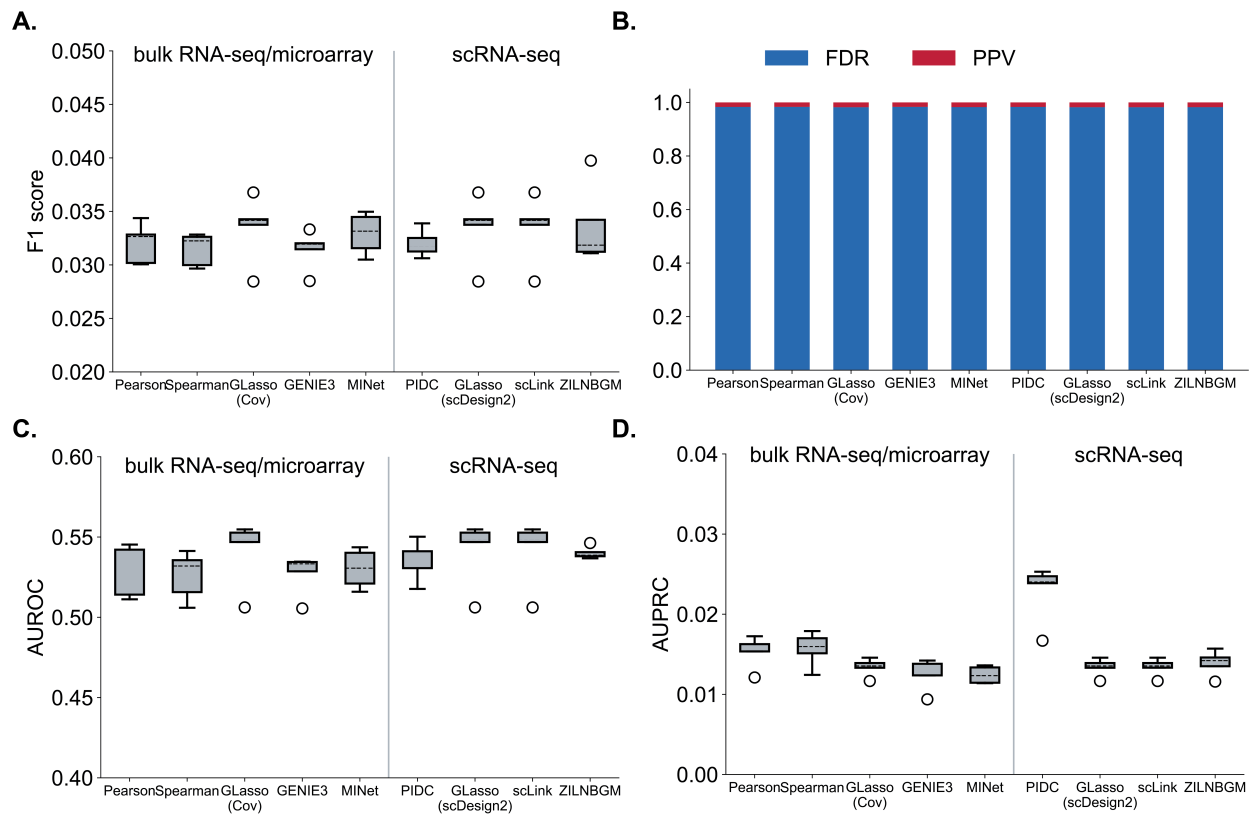 A.
bulk RNA-seq/microarray
scRNA-seq
F1 score
0.050
0.045
0.040
0.035
0.030
0.025
0.020
Pearson Spearman GLasso GENIE3 MINet PIDC GLasso scLink ZILNBGM
(Cov) (scDesign2)
B.
FDR PPV
1.0
0.8
0.6
0.4
0.2
0.0
Pearson Spearman GLasso GENIE3 MINet PIDC GLasso scLink ZILNBGM
(Cov) (scDesign2)
C.
bulk RNA-seq/microarray
scRNA-seq
AUROC
0.60
0.55
0.50
0.45
0.40
Pearson Spearman GLasso GENIE3 MINet PIDC GLasso scLink ZILNBGM
(Cov) (scDesign2)
D.
bulk RNA-seq/microarray
scRNA-seq
AUPRC
0.04
0.03
0.02
0.01
0.00
Pearson Spearman GLasso GENIE3 MINet PIDC GLasso scLink ZILNBGM
(Cov) (scDesign2)